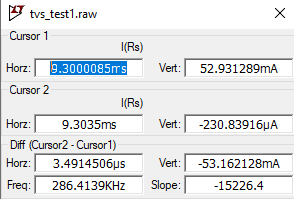 tvs_test1.raw
Cursor 1
I(Rs)
Horz: 9.3000085ms Vert: 52.931289mA
Cursor 2
I(Rs)
Horz: 9.3035ms Vert: -230.83916µA
Diff (Cursor2 - Cursor1)
Horz: 3.4914506µs Vert: -53.162128mA
Freq: 286.4139KHz Slope: -15226.4